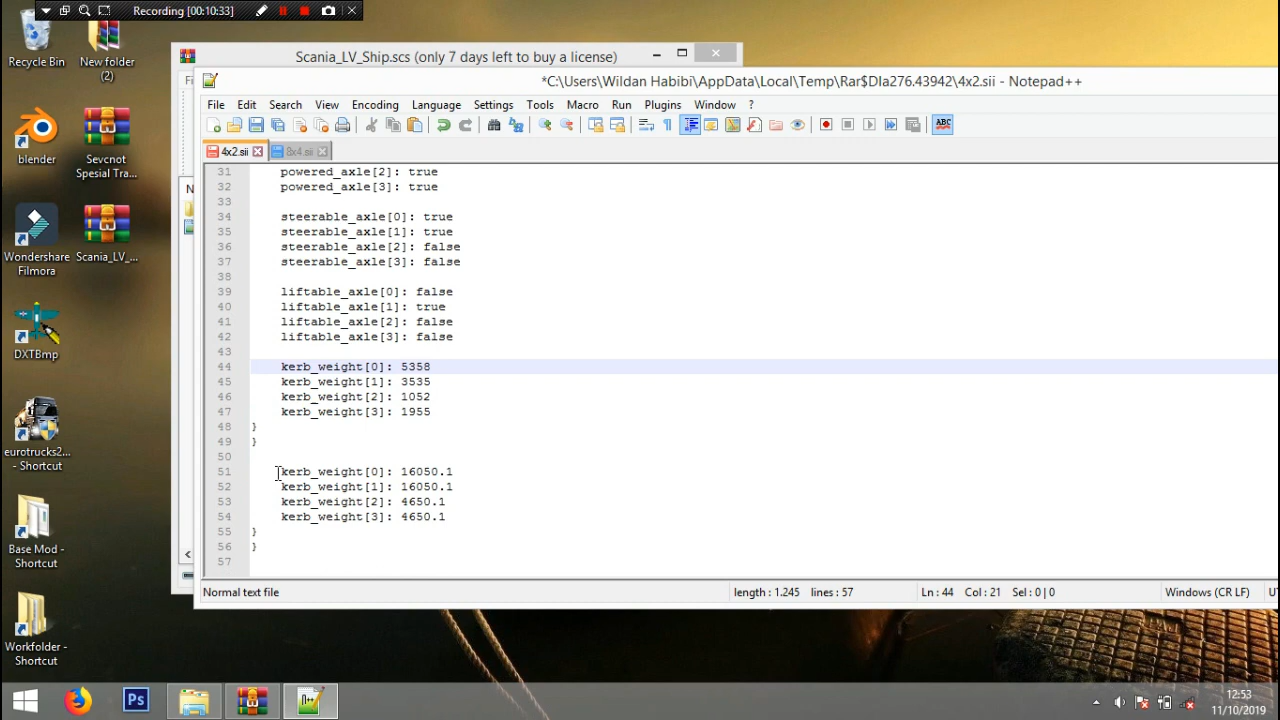 Recording [00:10:33]
Recycle Bin
New folder
(2)
blender
Sevcnot
Spesial Tra...
Wondershare
Filmora
Scania_LV_...
DXTBmp
eurotrucks2...
- Shortcut
Base Mod -
Shortcut
Workfolder -
Shortcut
Scania_LV_Ship.scs (only 7 days left to buy a license)
*C:\Users\Wildan Habibi\AppData\Local\Temp\Rar$DIa276.43942\4x2.sii - Notepad++
File Edit Search View Encoding Language Settings Tools Macro Run Plugins Window ?
ABC
4x2.sii 8x4.sii
31 powered_axle[2]: true
32 powered_axle[3]: true
33
34 steerable_axle[0]: true
35 steerable_axle[1]: true
36 steerable_axle[2]: false
37 steerable_axle[3]: false
38
39 liftable_axle[0]: false
40 liftable_axle[1]: true
41 liftable_axle[2]: false
42 liftable_axle[3]: false
43
44 kerb_weight[0]: 5358
45 kerb_weight[1]: 3535
46 kerb_weight[2]: 1052
47 kerb_weight[3]: 1955
48 }
49 }
50
51 kerb_weight[0]: 16050.1
52 kerb_weight[1]: 16050.1
53 kerb_weight[2]: 4650.1
54 kerb_weight[3]: 4650.1
55 }
56 }
57
Normal text file length : 1.245 lines : 57 Ln : 44 Col : 21 Sel : 0 | 0 Windows (CR LF)
Ps
12:53
11/10/2019